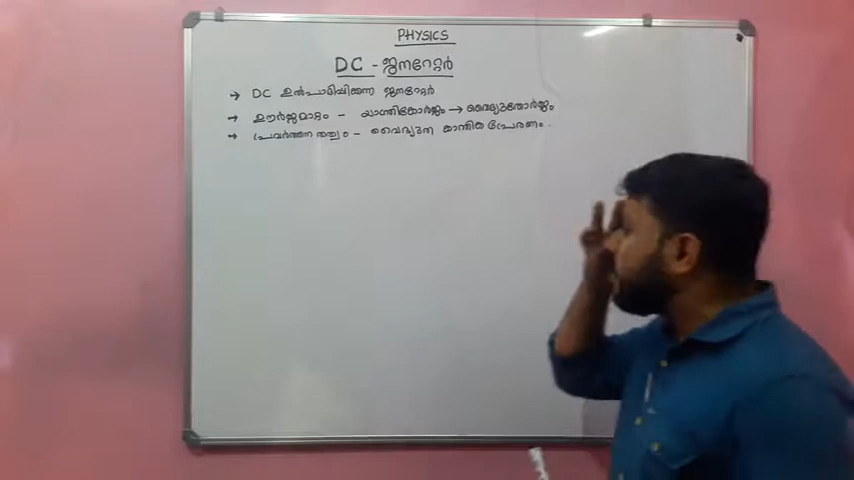 PHYSICS
DC - ജനറേറ്റർ
→ DC ഉൽപാദിപ്പിക്കുന്ന ജനറേറ്റർ
→ ഊർജ്ജമാറ്റം - യാന്ത്രികോർജ്ജം → വൈദ്യുതോർജ്ജം
→ പ്രവർത്തന തത്വം - വൈദ്യുത കാന്തിക പ്രേരണം.